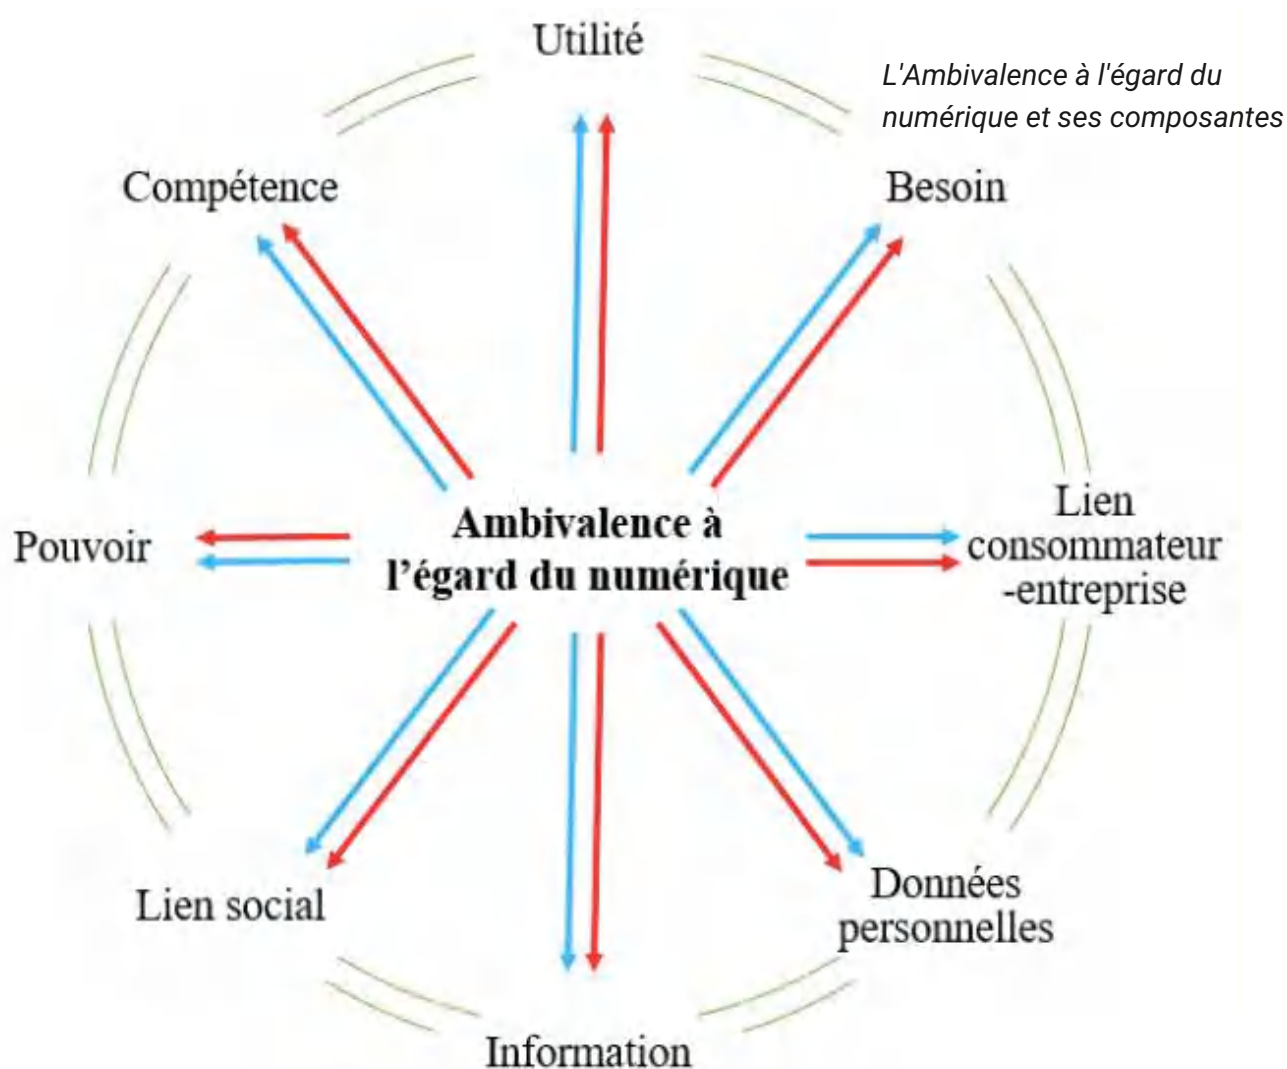 Utilité
L'Ambivalence à l'égard du
numérique et ses composantes
Compétence
Besoin
Pouvoir
Ambivalence à
l’égard du numérique
Lien
consommateur
-entreprise
Lien social
Données
personnelles
Information